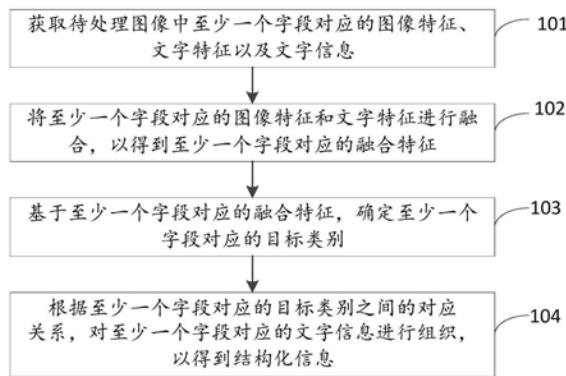 获取待处理图像中至少一个字段对应的图像特征、
文字特征以及文字信息
101
将至少一个字段对应的图像特征和文字特征进行融
合，以得到至少一个字段对应的融合特征
102
基于至少一个字段对应的融合特征，确定至少一个
字段对应的目标类别
103
根据至少一个字段对应的目标类别之间的对应
关系，对至少一个字段对应的文字信息进行组织，
以得到结构化信息
104